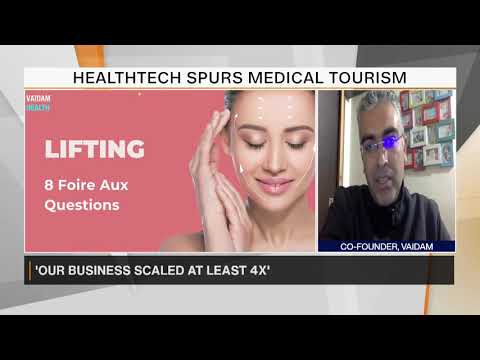 HEALTHTECH SPURS MEDICAL TOURISM
VAIDAM
HEALTH
LIFTING
8 Foire Aux
Questions
CO-FOUNDER, VAIDAM
'OUR BUSINESS SCALED AT LEAST 4X'